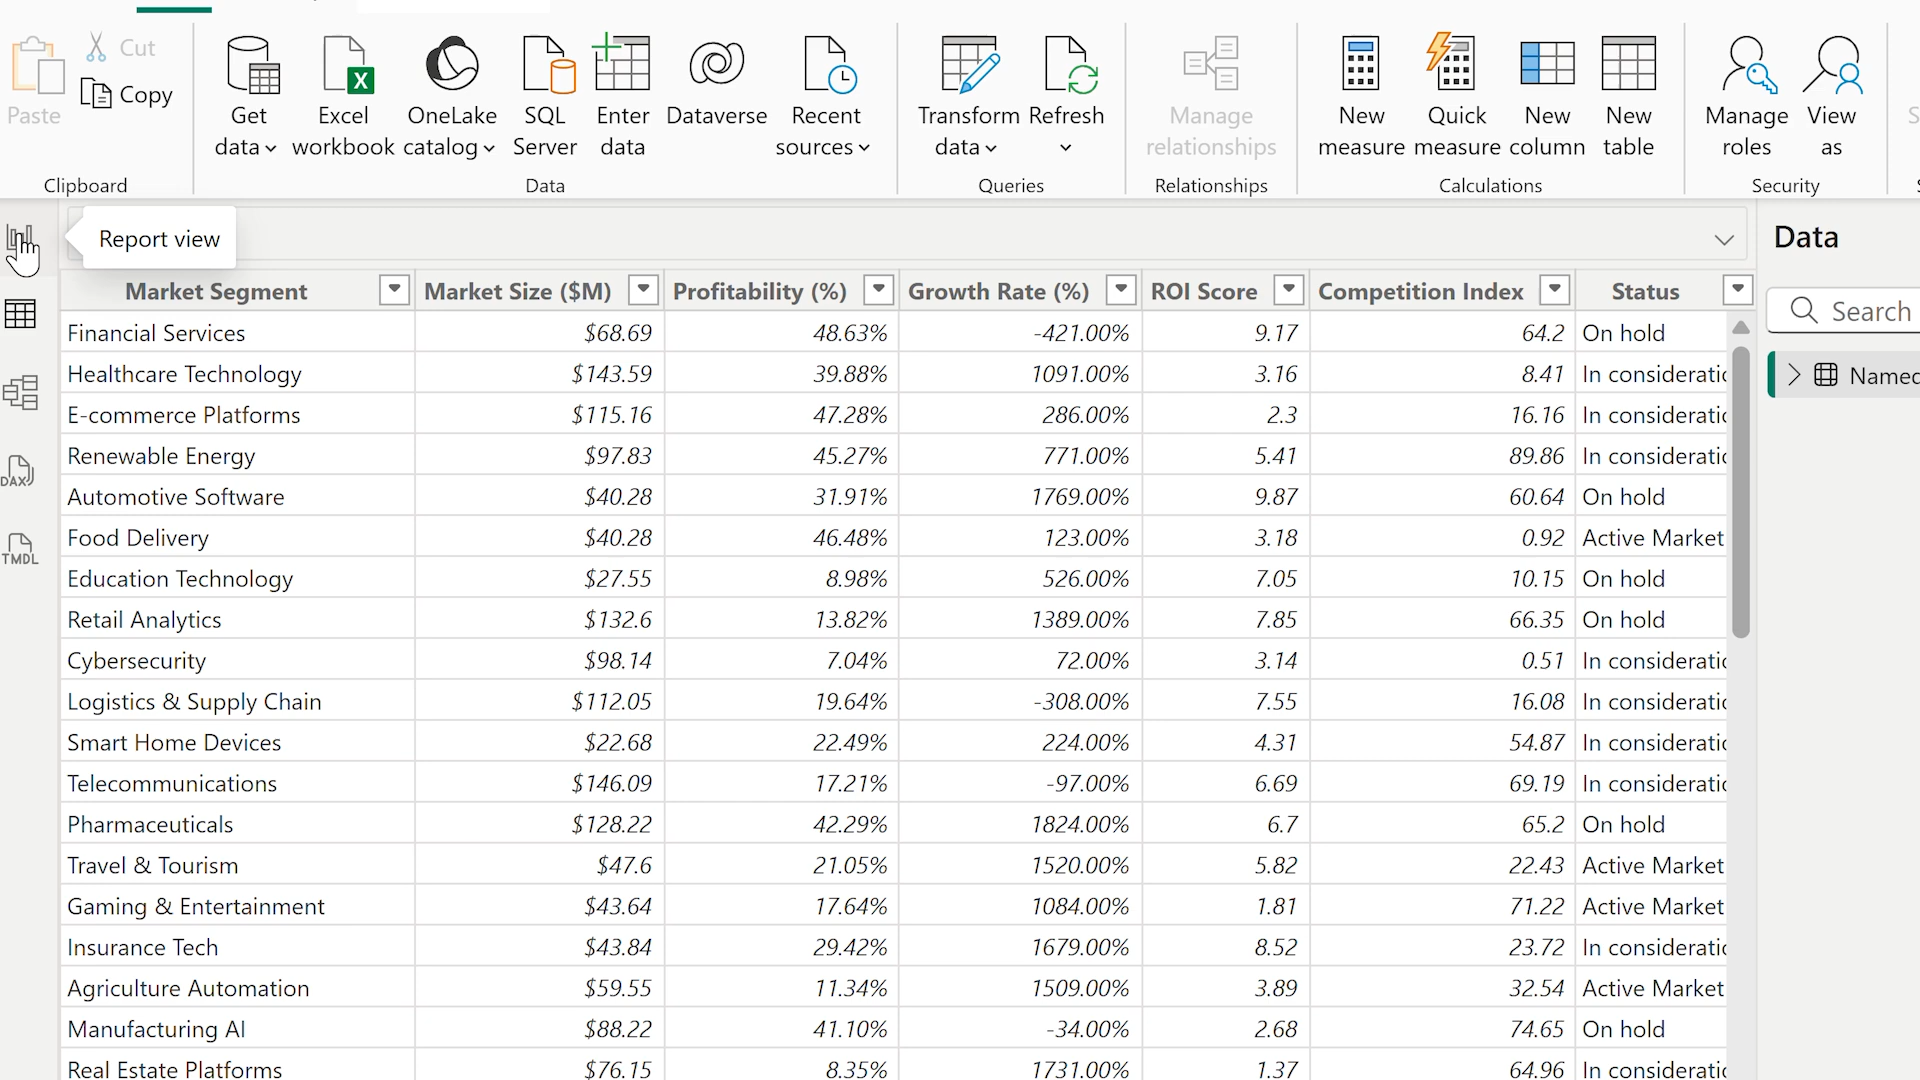 Cut
Copy
Paste
Clipboard
Get data
Excel workbook
OneLake catalog
SQL Server
Enter data
Dataverse
Recent sources
Data
Transform data
Refresh
Queries
Manage relationships
Relationships
New measure
Quick measure
New column
New table
Calculations
Manage roles
View as
Security
Report view
Data
Search
Named
DAX
TMDL
Market Segment Market Size ($M) Profitability (%) Growth Rate (%) ROI Score Competition Index Status
Financial Services $68.69 48.63% -421.00% 9.17 64.2 On hold
Healthcare Technology $143.59 39.88% 1091.00% 3.16 8.41 In consideratio
E-commerce Platforms $115.16 47.28% 286.00% 2.3 16.16 In consideratio
Renewable Energy $97.83 45.27% 771.00% 5.41 89.86 In consideratio
Automotive Software $40.28 31.91% 1769.00% 9.87 60.64 On hold
Food Delivery $40.28 46.48% 123.00% 3.18 0.92 Active Market
Education Technology $27.55 8.98% 526.00% 7.05 10.15 On hold
Retail Analytics $132.6 13.82% 1389.00% 7.85 66.35 On hold
Cybersecurity $98.14 7.04% 72.00% 3.14 0.51 In consideratio
Logistics & Supply Chain $112.05 19.64% -308.00% 7.55 16.08 In consideratio
Smart Home Devices $22.68 22.49% 224.00% 4.31 54.87 In consideratio
Telecommunications $146.09 17.21% -97.00% 6.69 69.19 In consideratio
Pharmaceuticals $128.22 42.29% 1824.00% 6.7 65.2 On hold
Travel & Tourism $47.6 21.05% 1520.00% 5.82 22.43 Active Market
Gaming & Entertainment $43.64 17.64% 1084.00% 1.81 71.22 Active Market
Insurance Tech $43.84 29.42% 1679.00% 8.52 23.72 In consideratio
Agriculture Automation $59.55 11.34% 1509.00% 3.89 32.54 Active Market
Manufacturing AI $88.22 41.10% -34.00% 2.68 74.65 On hold
Real Estate Platforms $76.15 8.35% 1731.00% 1.37 64.96 In consideratio